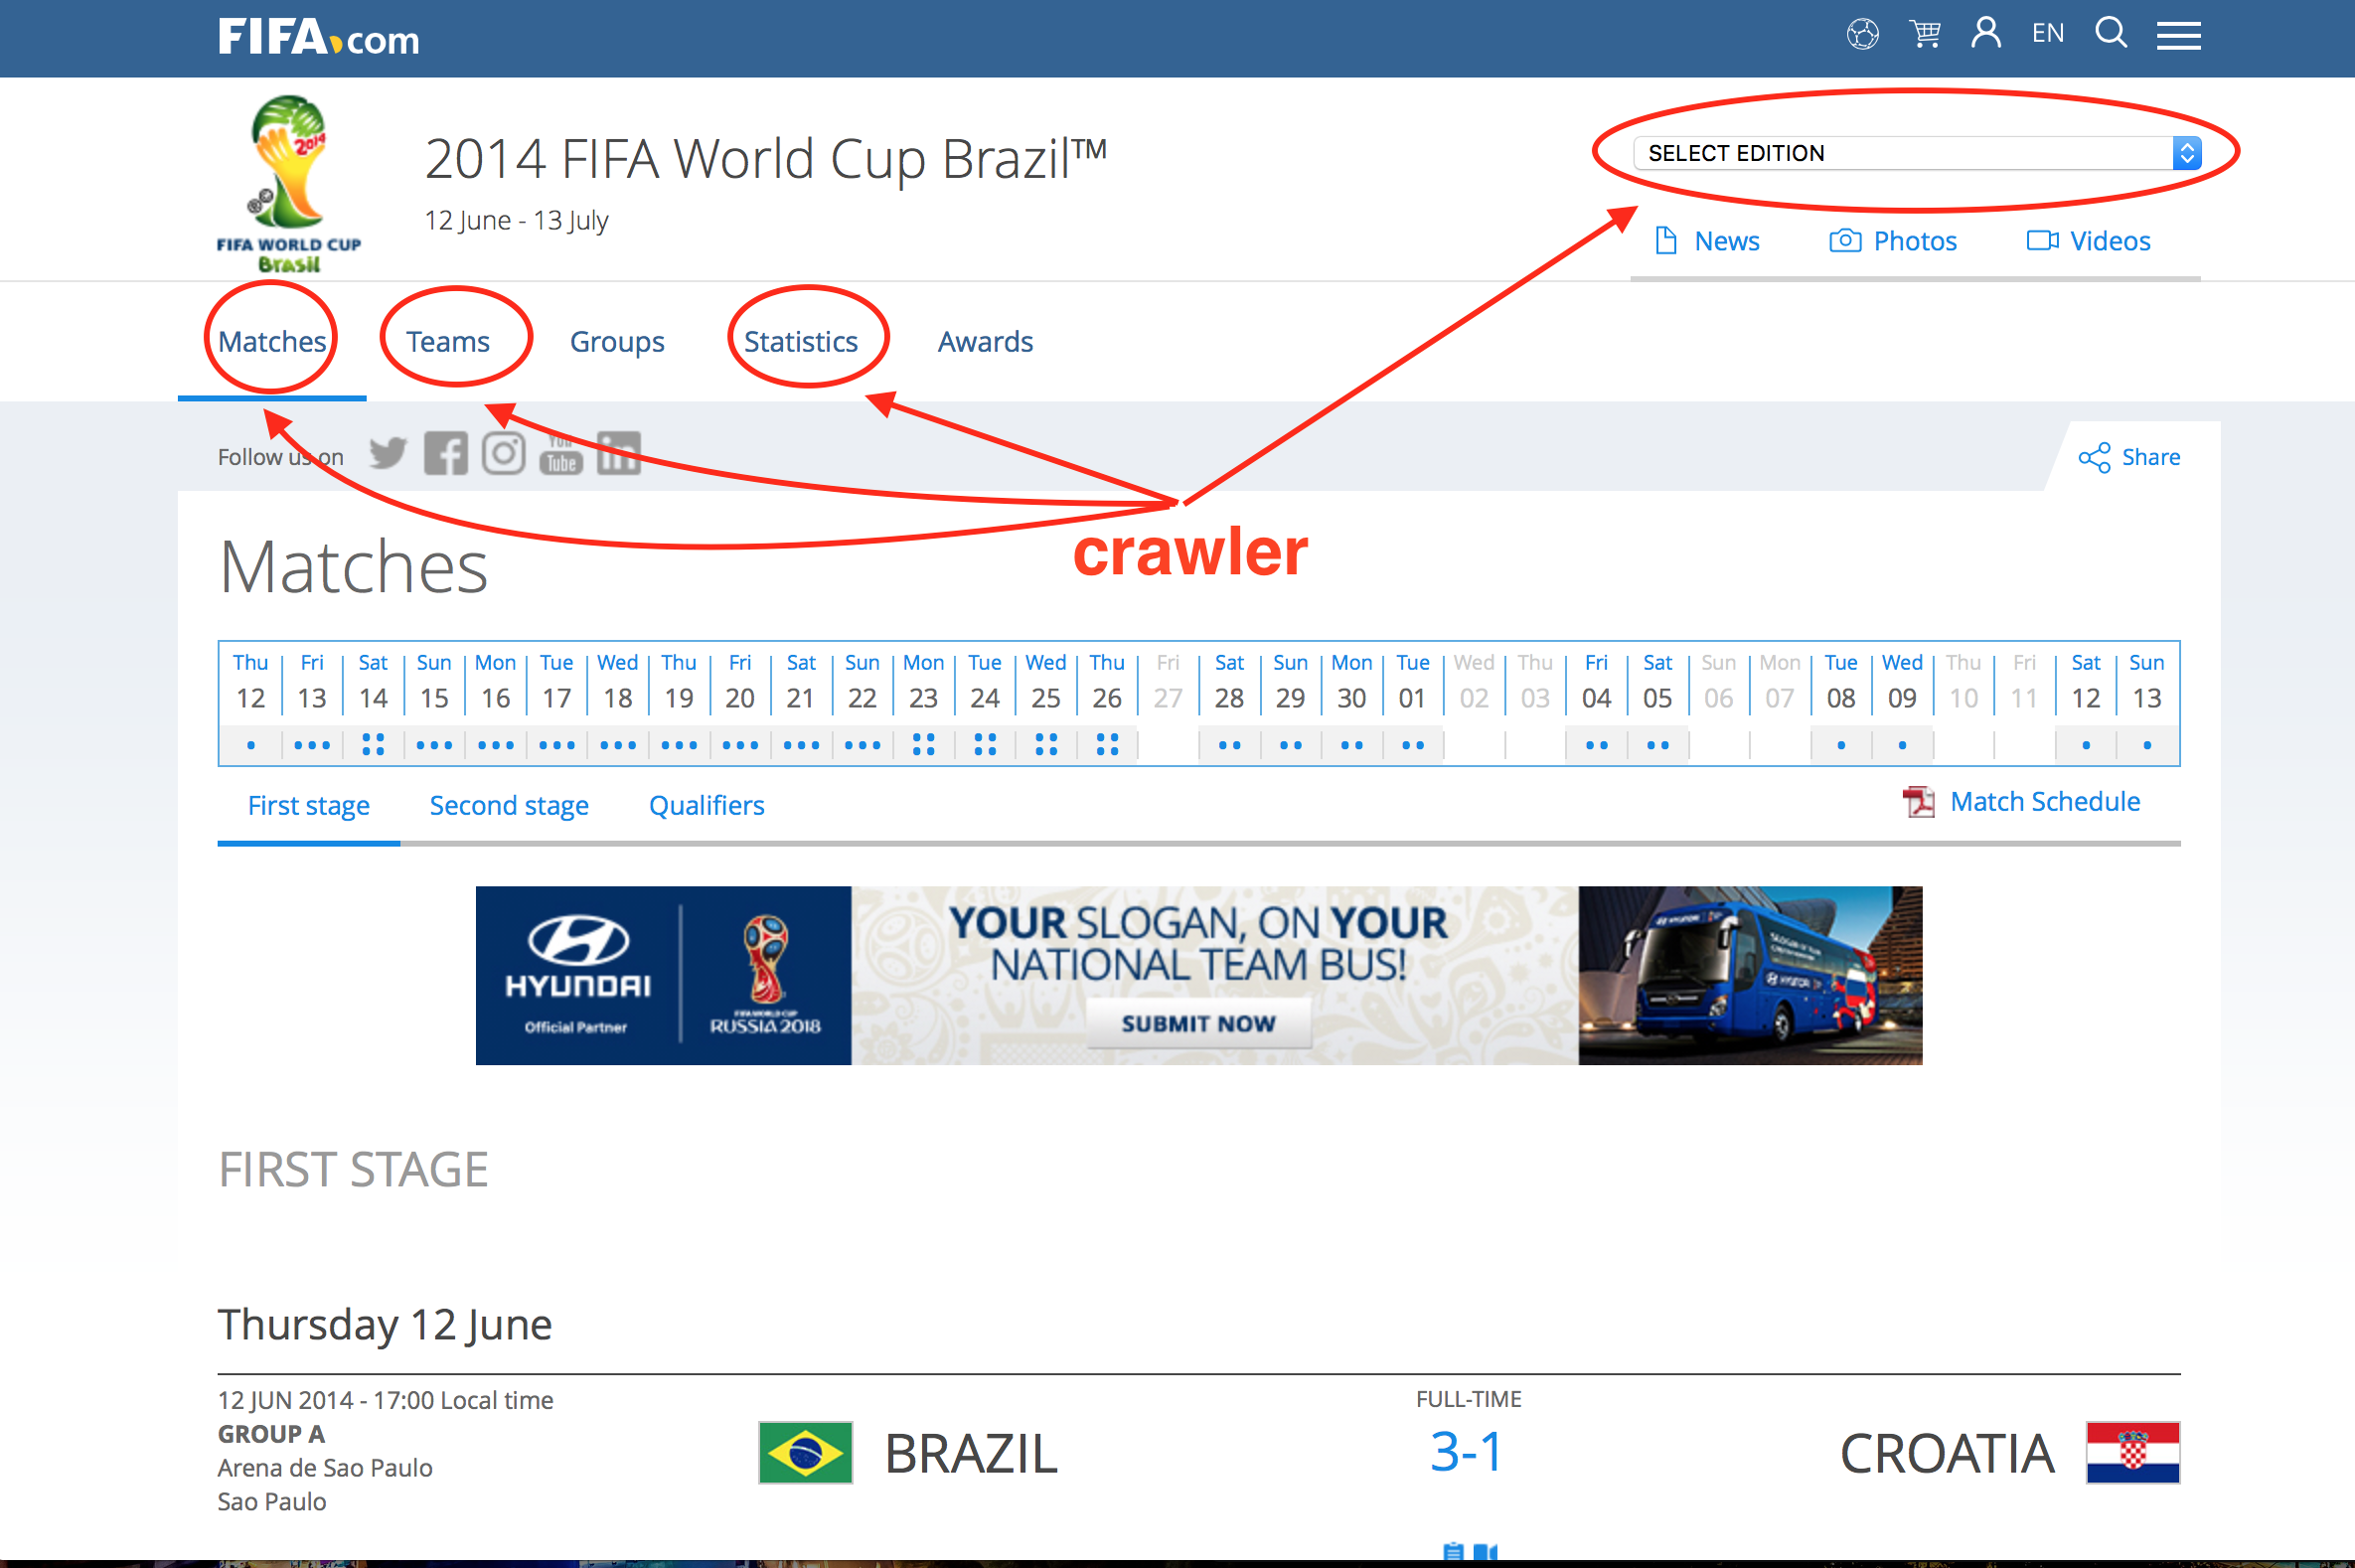 FIFA.com
EN
2014
FIFA WORLD CUP
Brasil
2014 FIFA World Cup Brazil™
12 June - 13 July
SELECT EDITION
News Photos Videos
Matches Teams Groups Statistics Awards
Follow us on
You
Tube
in
Share
crawler
Matches
Thu Fri Sat Sun Mon Tue Wed Thu Fri Sat Sun Mon Tue Wed Thu Fri Sat Sun Mon Tue Wed Thu Fri Sat Sun Mon Tue Wed Thu Fri Sat Sun
12 13 14 15 16 17 18 19 20 21 22 23 24 25 26 27 28 29 30 01 02 03 04 05 06 07 08 09 10 11 12 13
First stage Second stage Qualifiers Match Schedule
HYUNDAI
Official Partner
FIFA WORLD CUP
RUSSIA 2018
YOUR SLOGAN, ON YOUR
NATIONAL TEAM BUS!
SUBMIT NOW
FIRST STAGE
Thursday 12 June
12 JUN 2014 - 17:00 Local time
GROUP A
Arena de Sao Paulo
Sao Paulo
BRAZIL
FULL-TIME
3-1
CROATIA